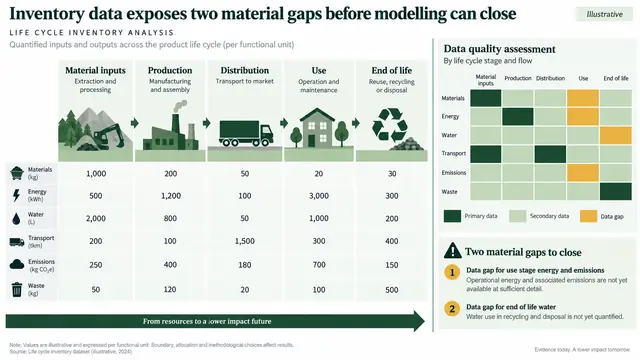 Inventory data exposes two material gaps before modelling can close
Illustrative
LIFE CYCLE INVENTORY ANALYSIS
Quantified inputs and outputs across the product life cycle (per functional unit)
Material inputs
Extraction and
processing
Production
Manufacturing
and assembly
Distribution
Transport to market
Use
Operation and
maintenance
End of life
Reuse, recycling
or disposal
Materials
(kg)
1,000 200 50 20 30
Energy
(kWh)
500 1,200 100 3,000 300
Water
(L)
2,000 800 50 1,000 200
Transport
(tkm)
200 100 1,500 300 400
Emissions
(kg CO₂e)
250 400 180 700 150
Waste
(kg)
50 120 20 100 500
From resources to a lower impact future
Data quality assessment
By life cycle stage and flow
Material
inputs
Production
Distribution
Use
End of life
Materials
Energy
Water
Transport
Emissions
Waste
Primary data
Secondary data
Data gap
Two material gaps to close
1
Data gap for use stage energy and emissions
Operational energy and associated emissions are not yet
available at sufficient detail.
2
Data gap for end of life water
Water use in recycling and disposal is not yet quantified.
Note: Values are illustrative and expressed per functional unit. Boundary, allocation and methodological choices affect results.
Source: Life cycle inventory dataset (illustrative, 2024).
Evidence today. A lower impact tomorrow.